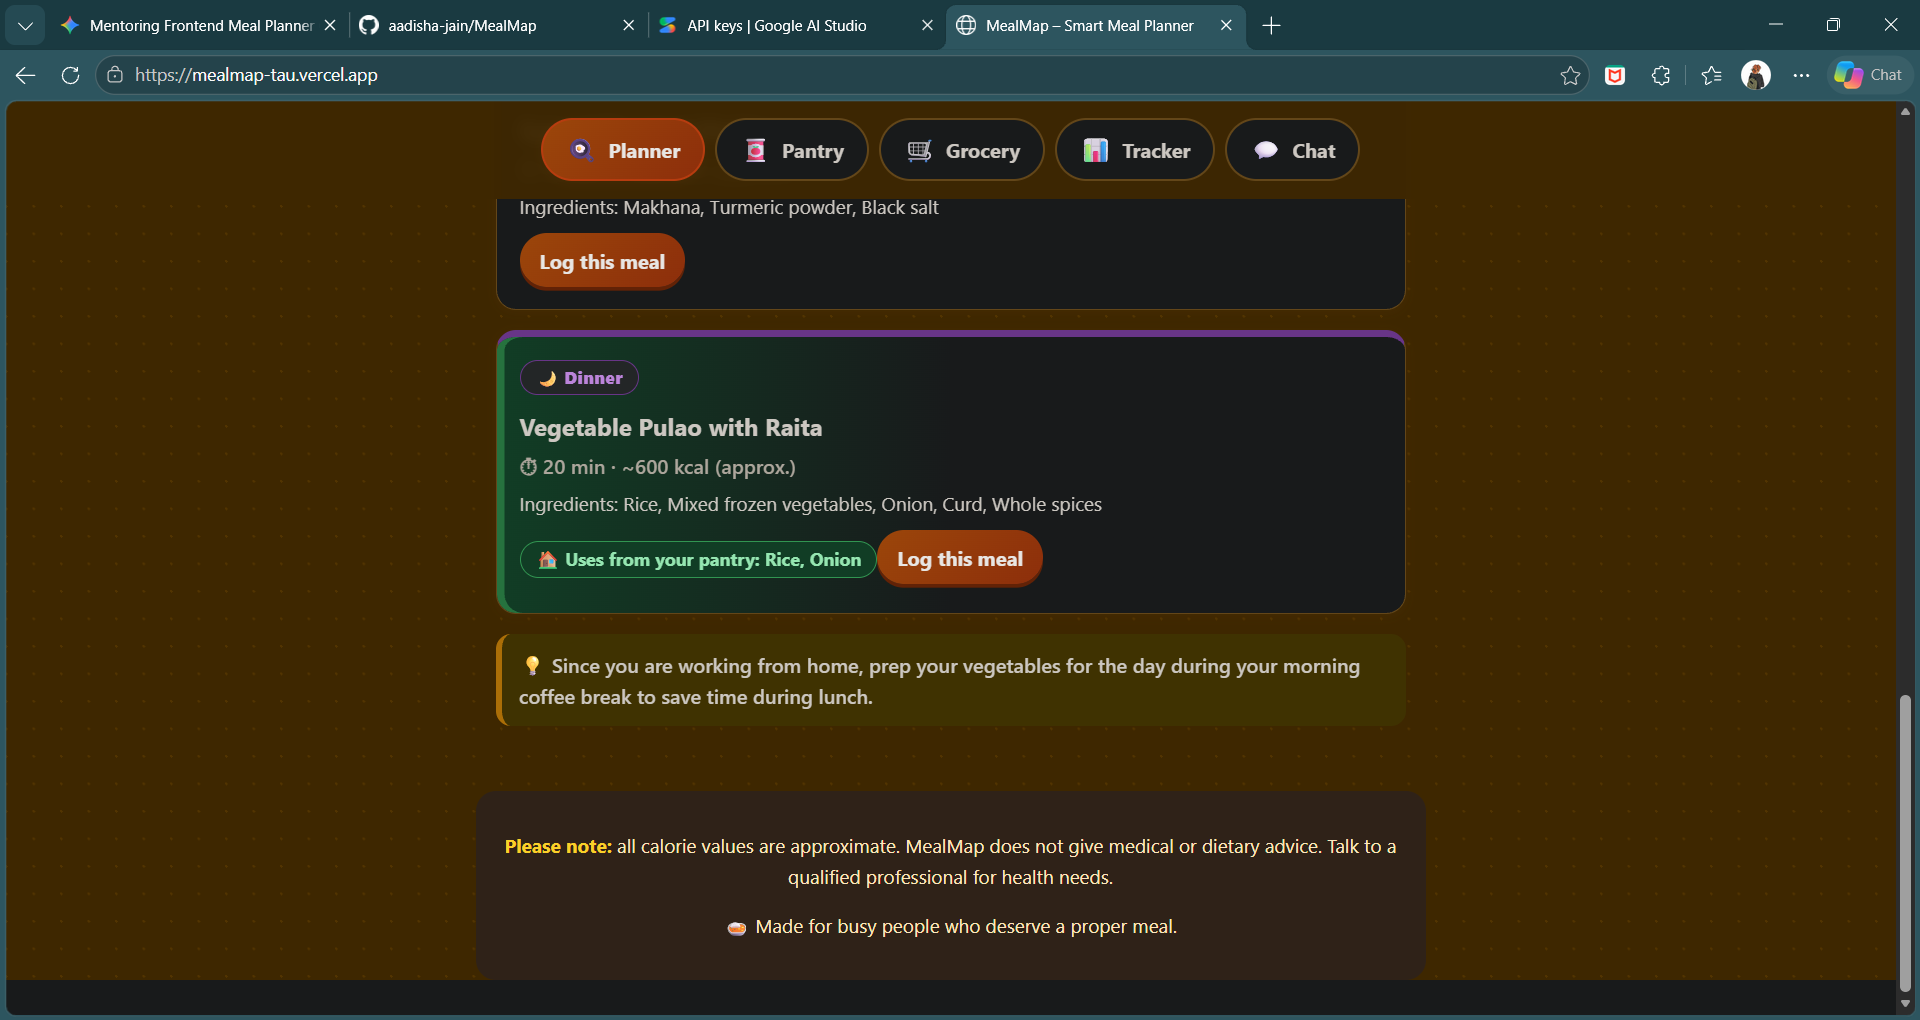 Mentoring Frontend Meal Planner
aadisha-jain/MealMap
API keys | Google AI Studio
MealMap – Smart Meal Planner
https://mealmap-tau.vercel.app
Chat
Planner
Pantry
Grocery
Tracker
Chat
Ingredients: Makhana, Turmeric powder, Black salt
Log this meal
Dinner
Vegetable Pulao with Raita
20 min · ~600 kcal (approx.)
Ingredients: Rice, Mixed frozen vegetables, Onion, Curd, Whole spices
Uses from your pantry: Rice, Onion
Log this meal
Since you are working from home, prep your vegetables for the day during your morning
coffee break to save time during lunch.
Please note: all calorie values are approximate. MealMap does not give medical or dietary advice. Talk to a
qualified professional for health needs.
Made for busy people who deserve a proper meal.